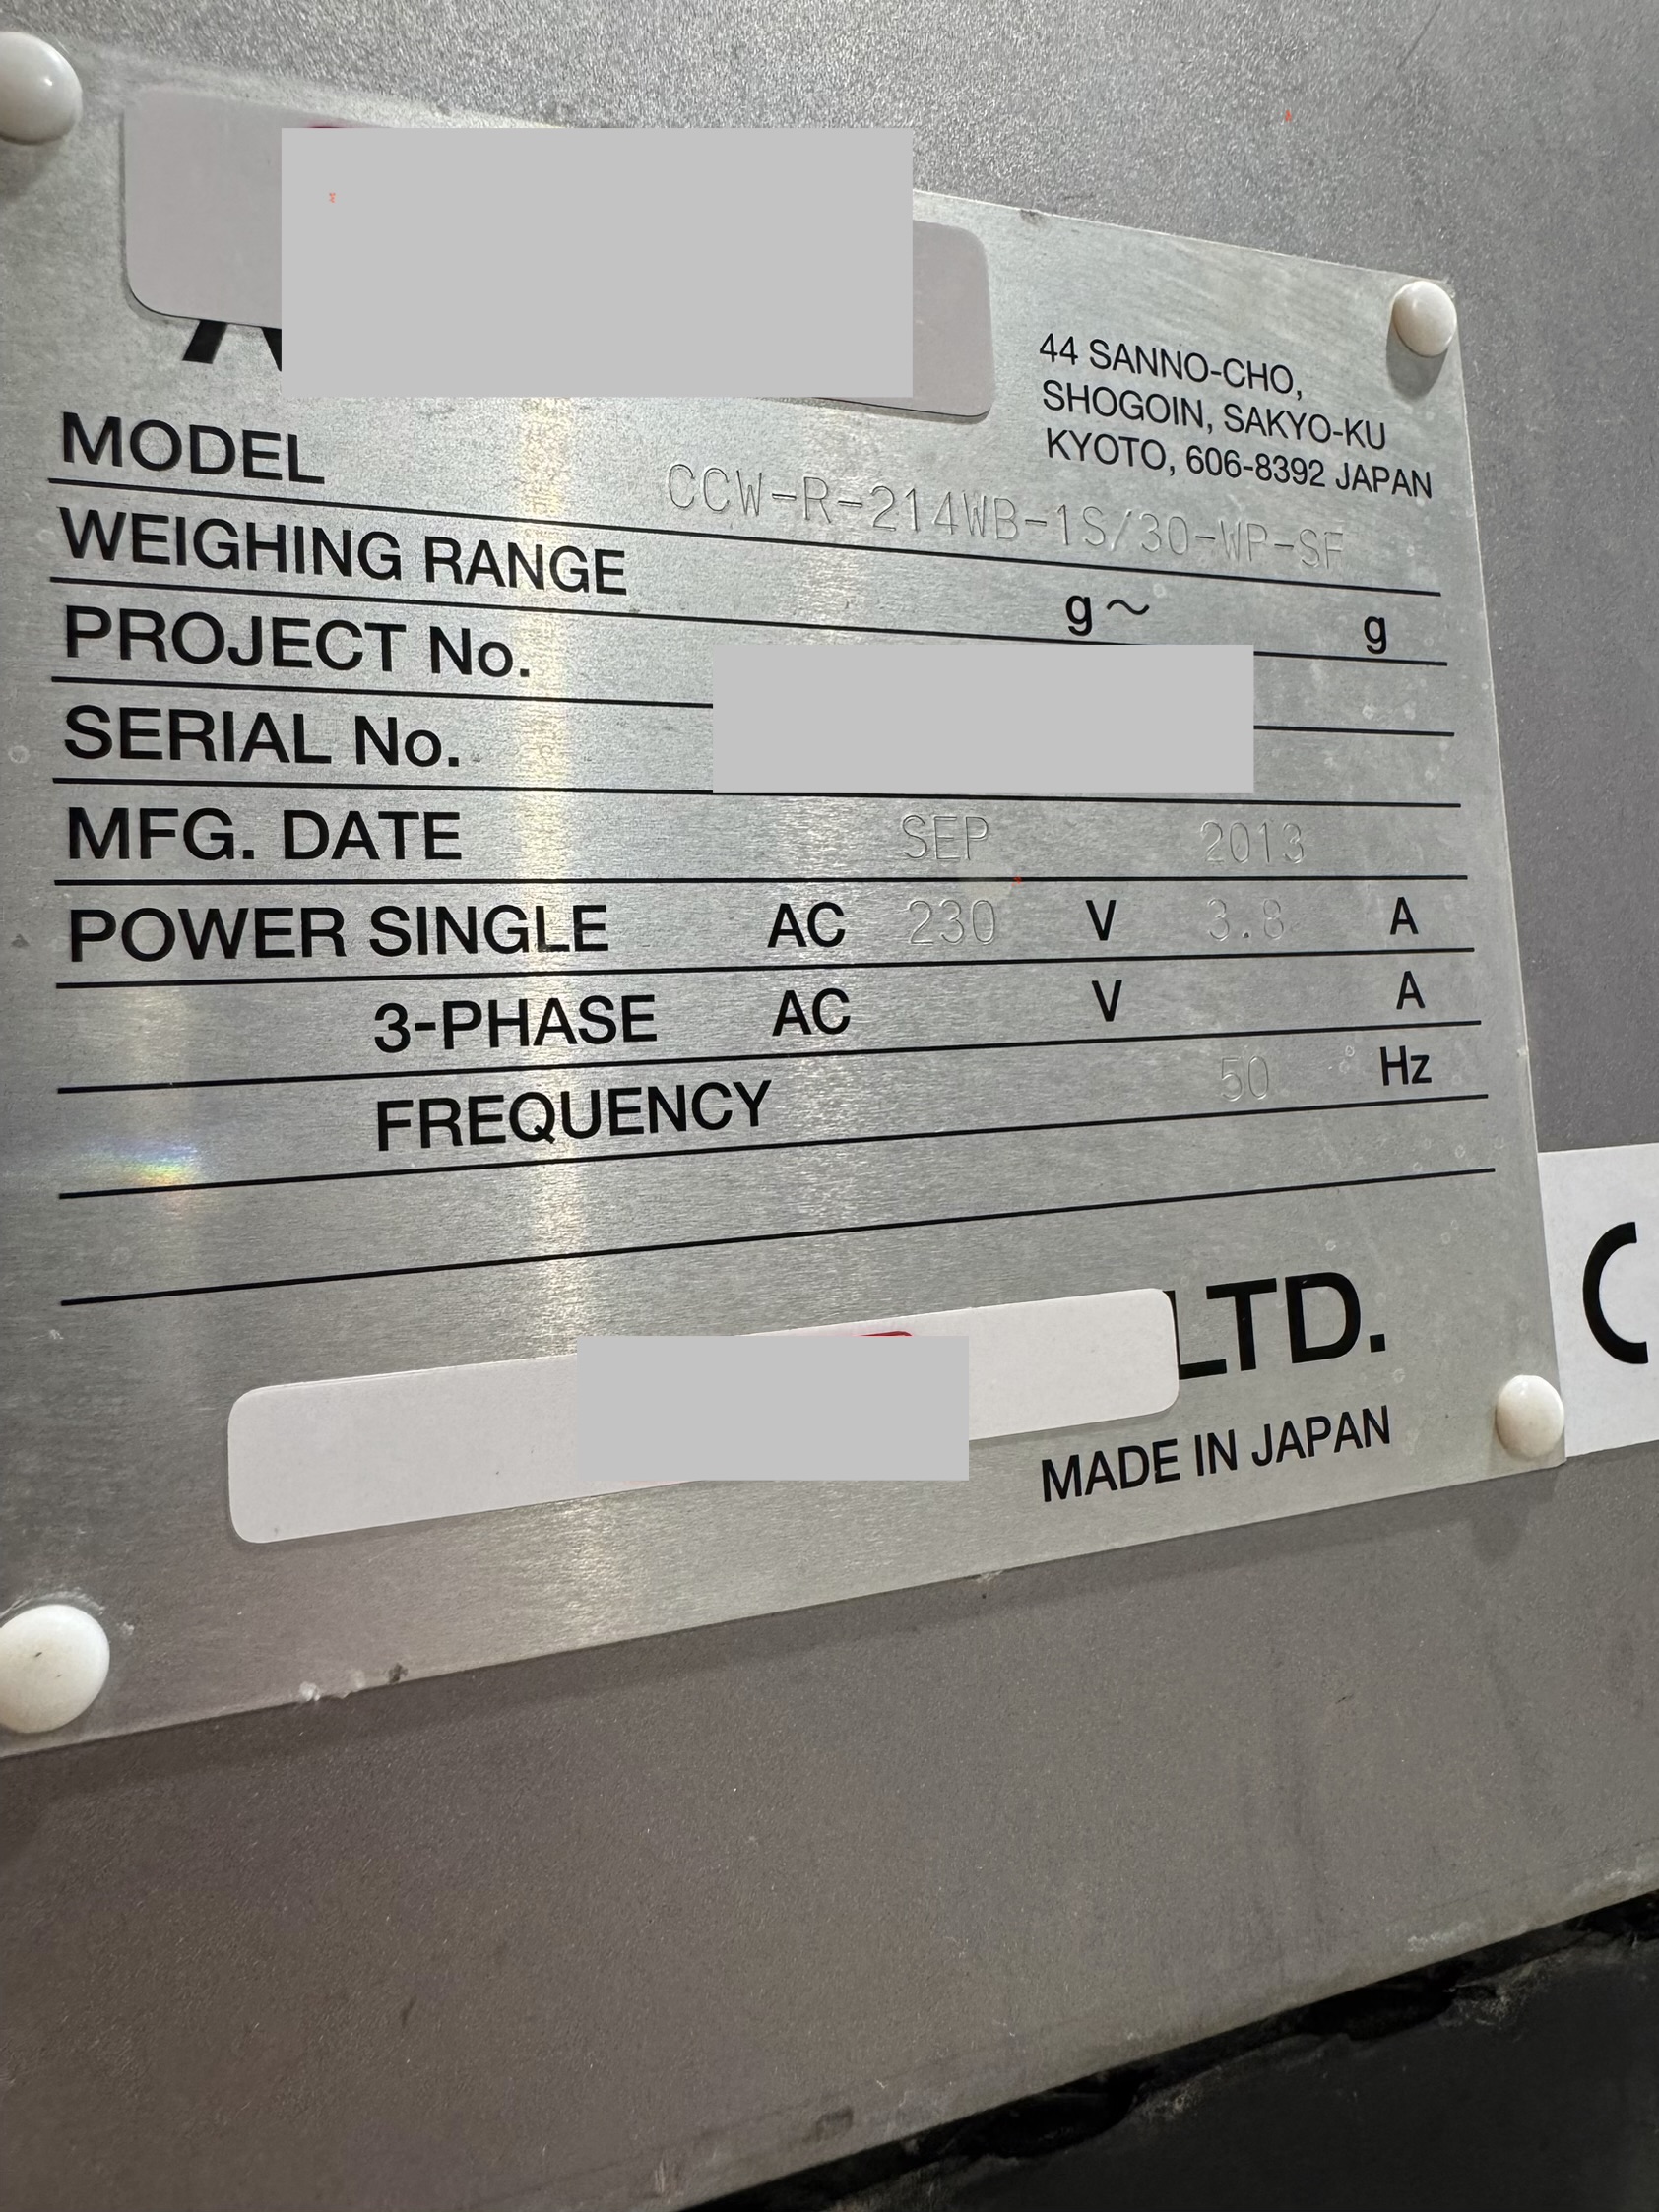 44 SANNO-CHO,
SHOGOIN, SAKYO-KU
KYOTO, 606-8392 JAPAN
MODEL CCW-R-214WB-1S/30-WP-SF
WEIGHING RANGE g~ g
PROJECT No.
SERIAL No.
MFG. DATE SEP 2013
POWER SINGLE AC 230 V 3.8 A
3-PHASE AC V A
FREQUENCY 50 Hz
LTD.
MADE IN JAPAN
C